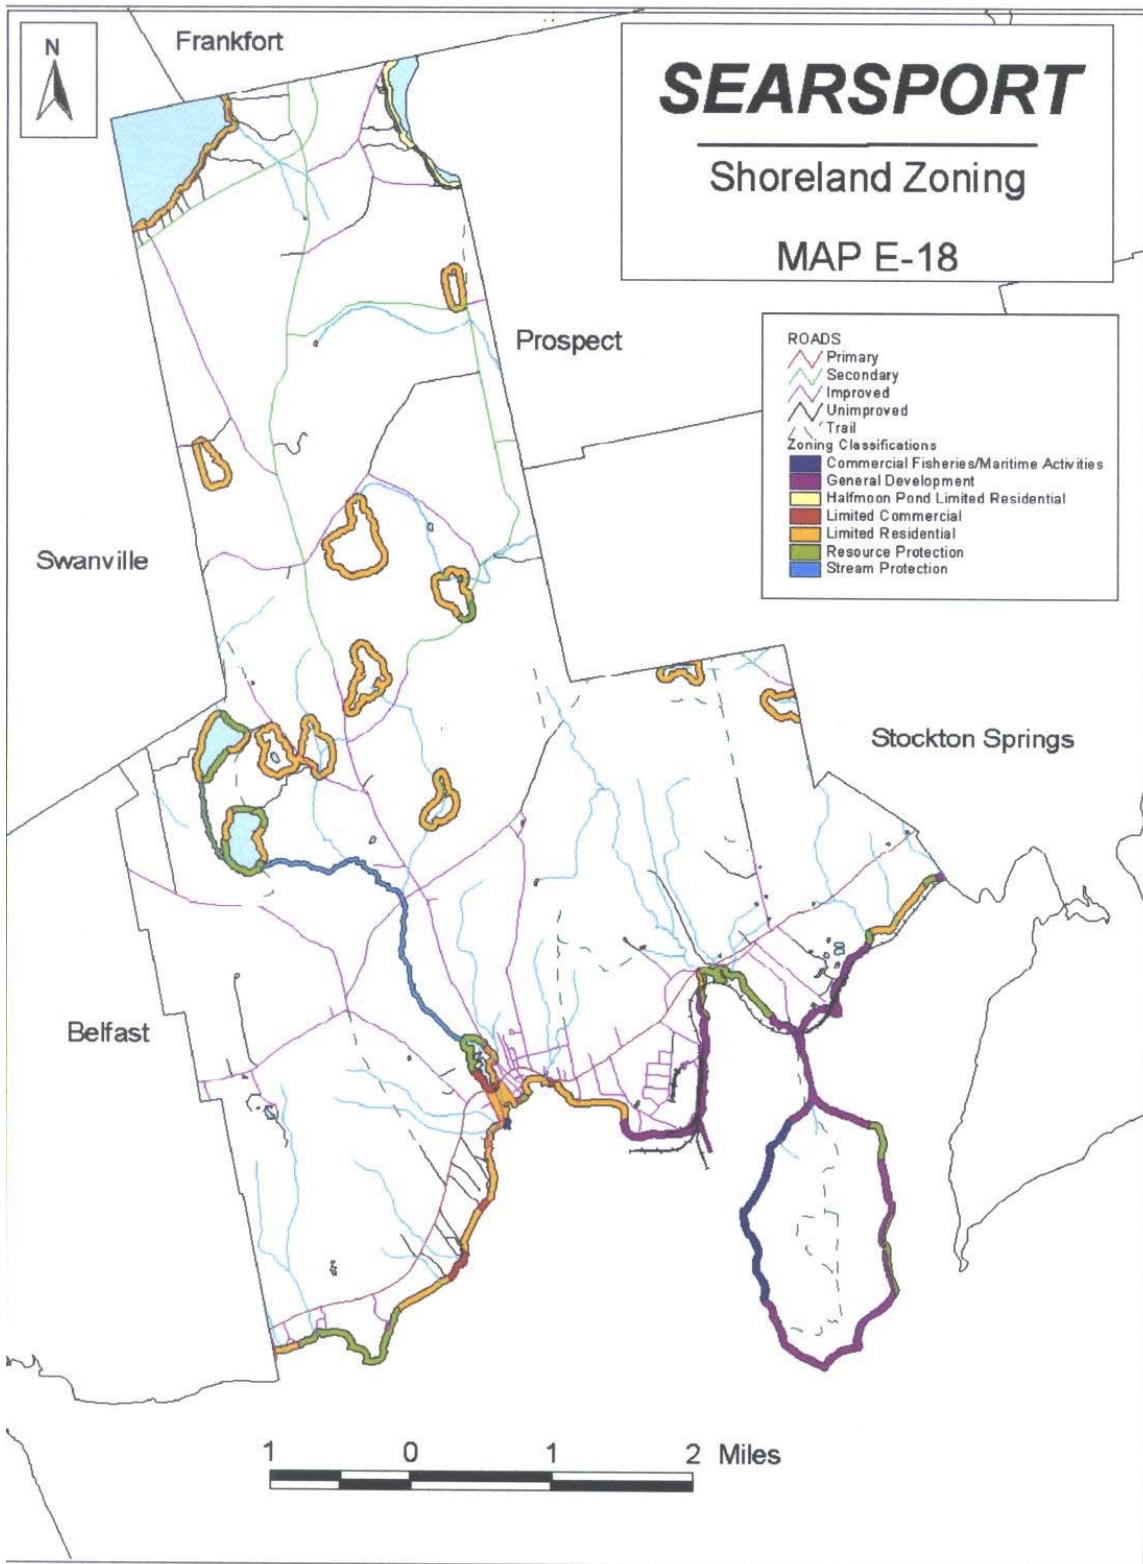 N
Frankfort
SEARSPORT
Shoreland Zoning
MAP E-18
Prospect
ROADS
Primary
Secondary
Improved
Unimproved
Trail
Zoning Classifications
Commercial Fisheries/Maritime Activities
General Development
Halfmoon Pond Limited Residential
Limited Commercial
Limited Residential
Resource Protection
Stream Protection
Swanville
Stockton Springs
Belfast
1 0 1 2 Miles